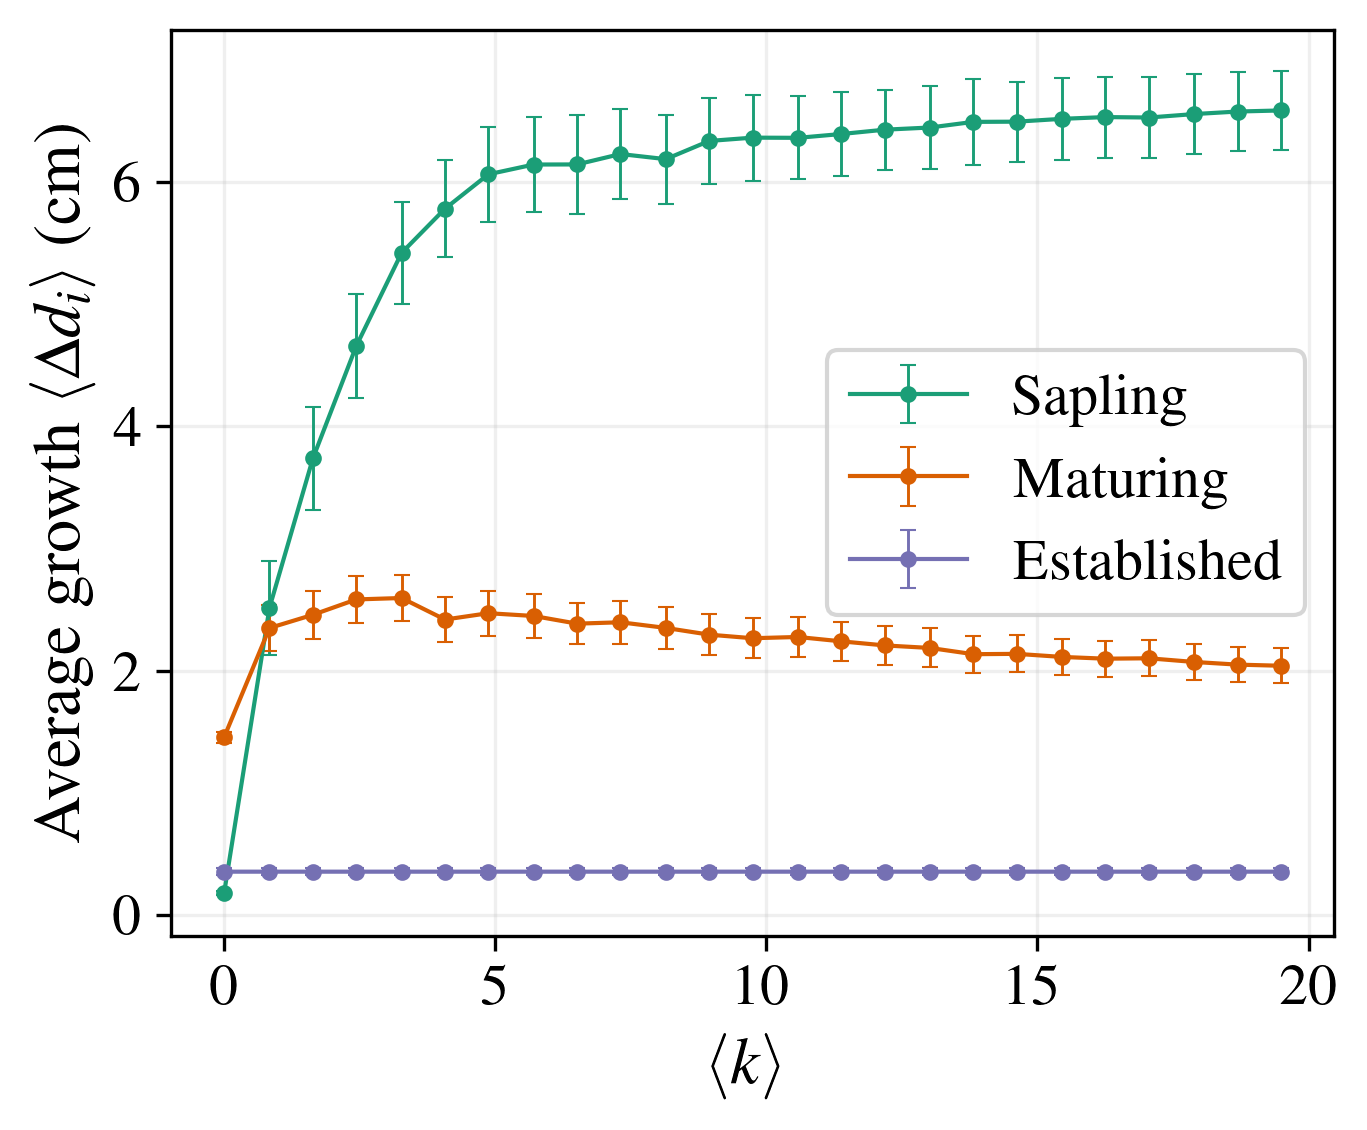 Average growth ⟨Δd_i⟩ (cm)
6
4
2
0
Sapling
Maturing
Established
0 5 10 15 20
⟨k⟩